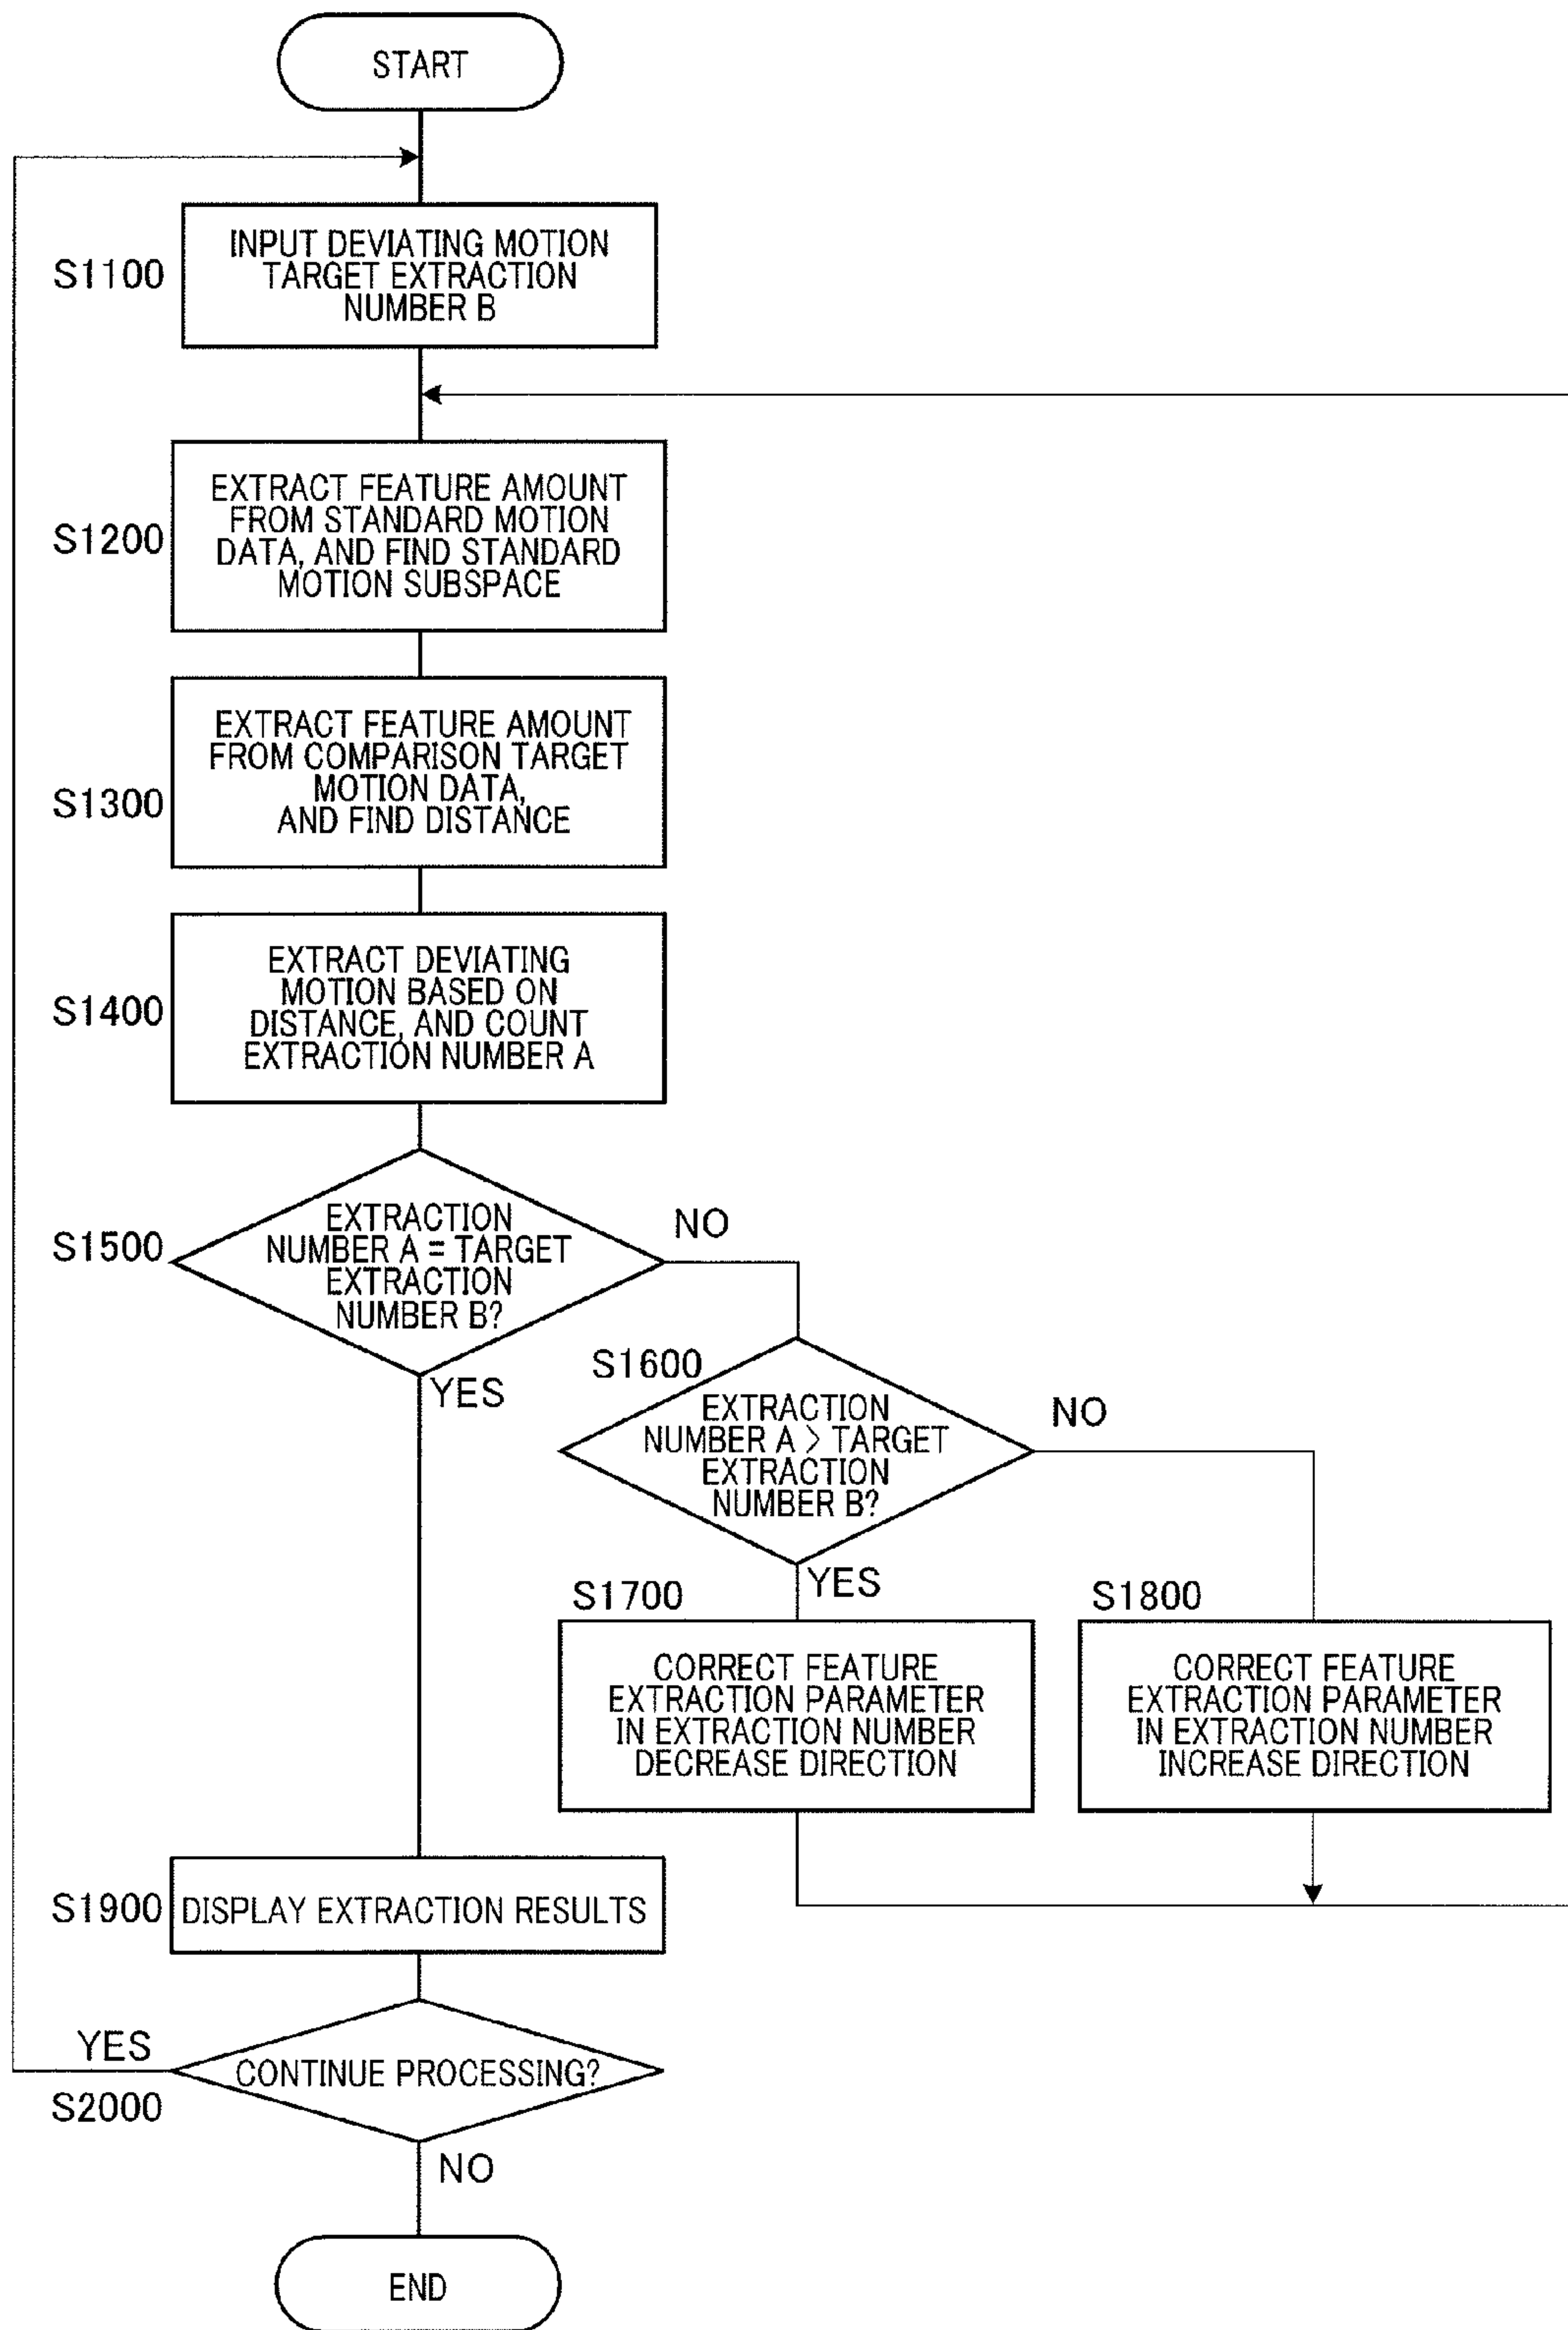 START
S1100
INPUT DEVIATING MOTION
TARGET EXTRACTION
NUMBER B
S1200
EXTRACT FEATURE AMOUNT
FROM STANDARD MOTION
DATA, AND FIND STANDARD
MOTION SUBSPACE
S1300
EXTRACT FEATURE AMOUNT
FROM COMPARISON TARGET
MOTION DATA,
AND FIND DISTANCE
S1400
EXTRACT DEVIATING
MOTION BASED ON
DISTANCE, AND COUNT
EXTRACTION NUMBER A
S1500
EXTRACTION
NUMBER A = TARGET
EXTRACTION
NUMBER B?
NO
YES
S1600
EXTRACTION
NUMBER A > TARGET
EXTRACTION
NUMBER B?
NO
YES
S1700
CORRECT FEATURE
EXTRACTION PARAMETER
IN EXTRACTION NUMBER
DECREASE DIRECTION
S1800
CORRECT FEATURE
EXTRACTION PARAMETER
IN EXTRACTION NUMBER
INCREASE DIRECTION
S1900
DISPLAY EXTRACTION RESULTS
YES
S2000
CONTINUE PROCESSING?
NO
END